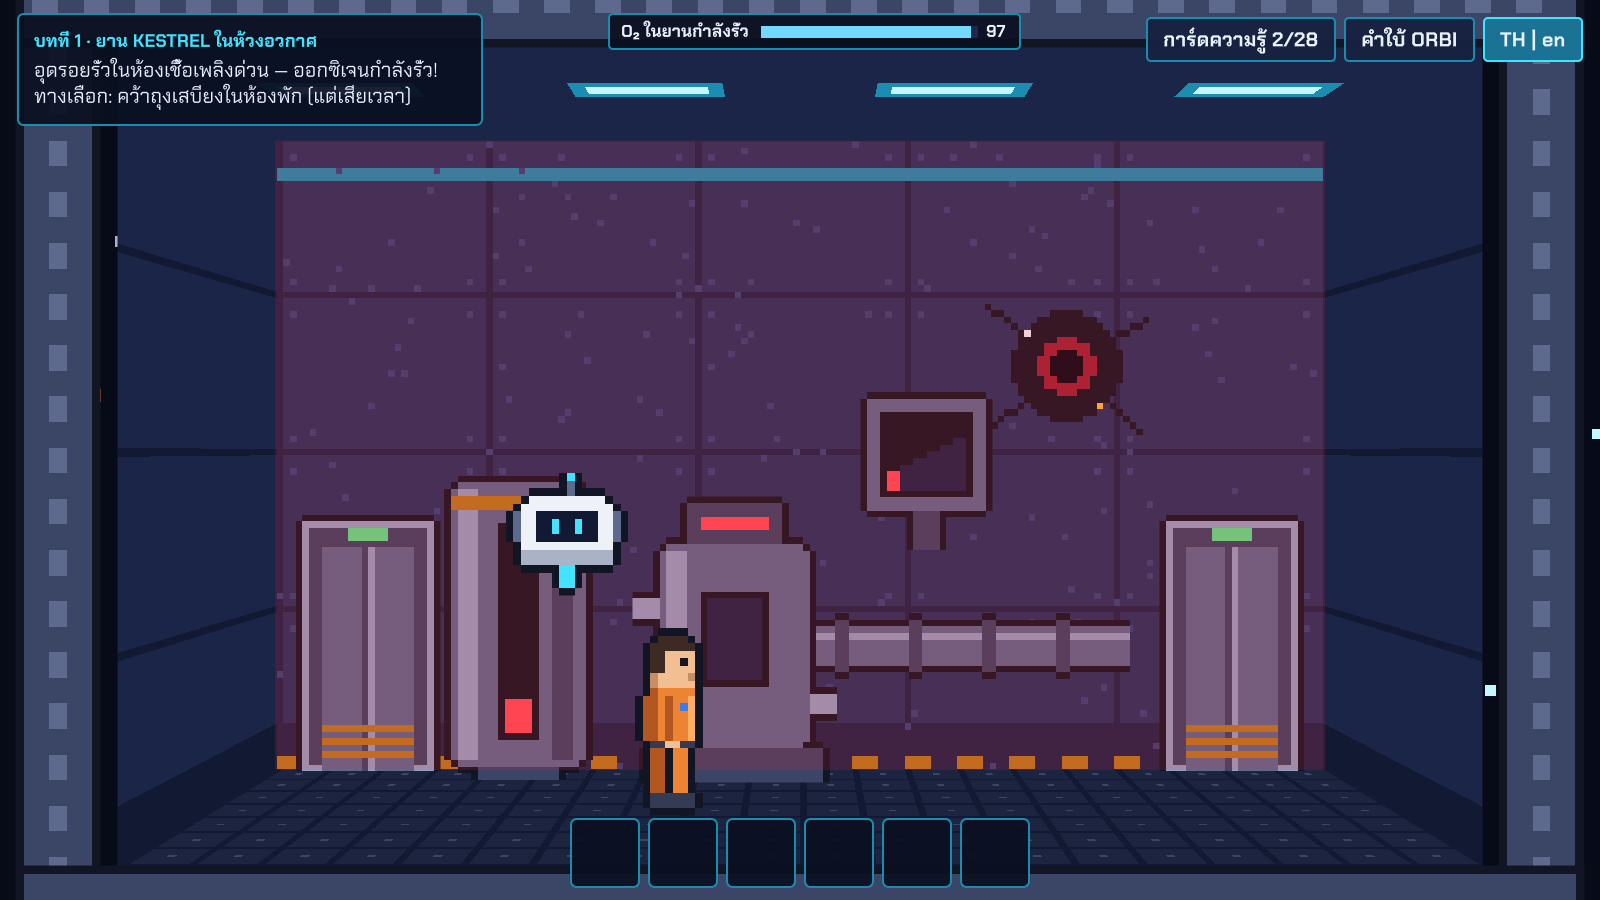 บทที่ 1 · ยาน KESTREL ในห้วงอวกาศ
อุดรอยรั่วในห้องเชื้อเพลิงด่วน — ออกซิเจนกำลังรั่ว!
ทางเลือก: คว้าถุงเสบียงในห้องพัก (แต่เสียเวลา)
O₂ ในยานกำลังรั่ว 97
การ์ดความรู้ 2/28
คำใบ้ ORBI
TH | en